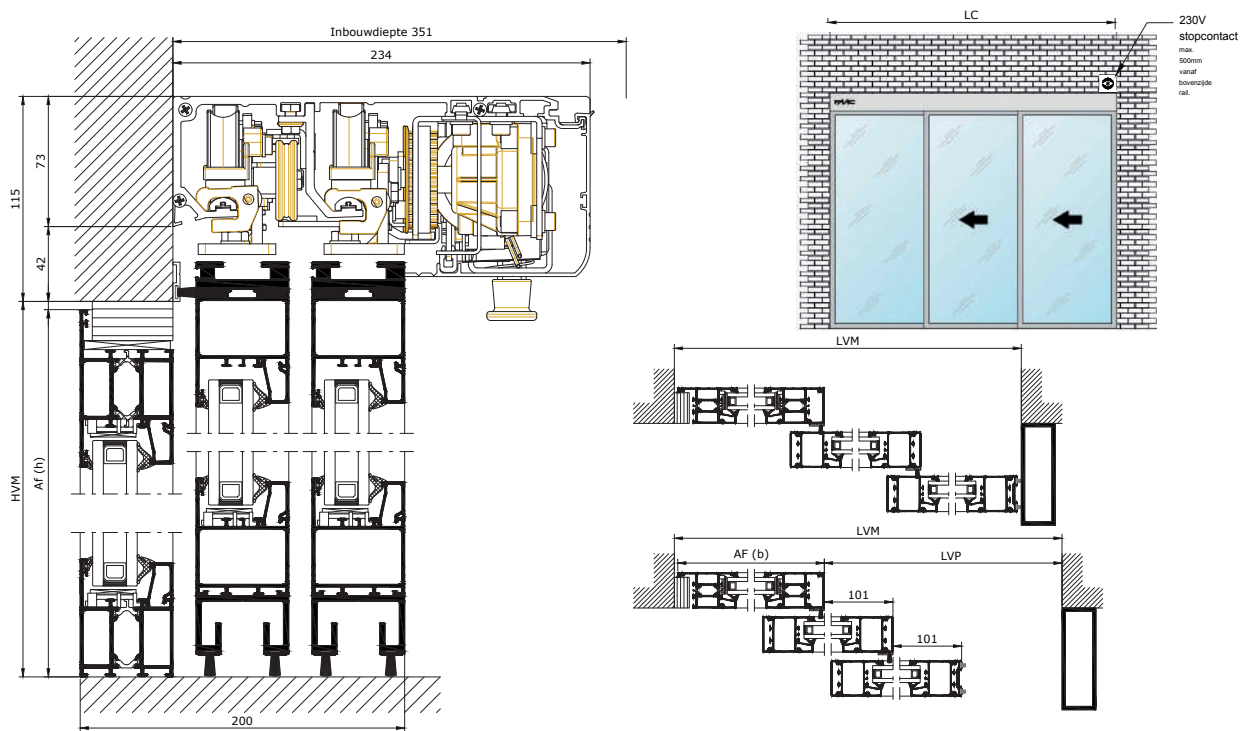 Inbouwdiepte 351
234
115
73
42
HVM
Af (h)
200
LC
230V
stopcontact
max.
500mm
vanaf
bovenzijde
rail.
FAAC
LVM
LVM
AF (b)
LVP
101
101